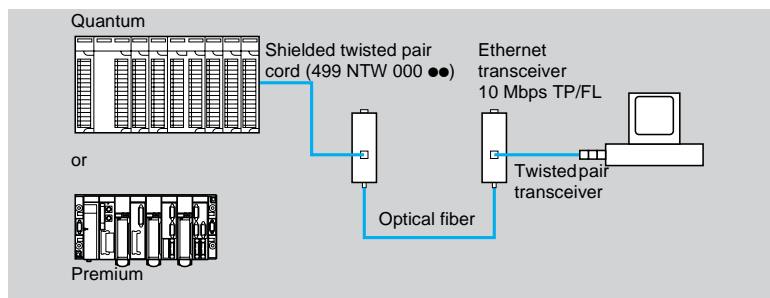 Quantum
Shielded twisted pair
cord (499 NTW 000 ●●)
Ethernet
transceiver
10 Mbps TP/FL
or
Twisted pair
transceiver
Optical fiber
Premium